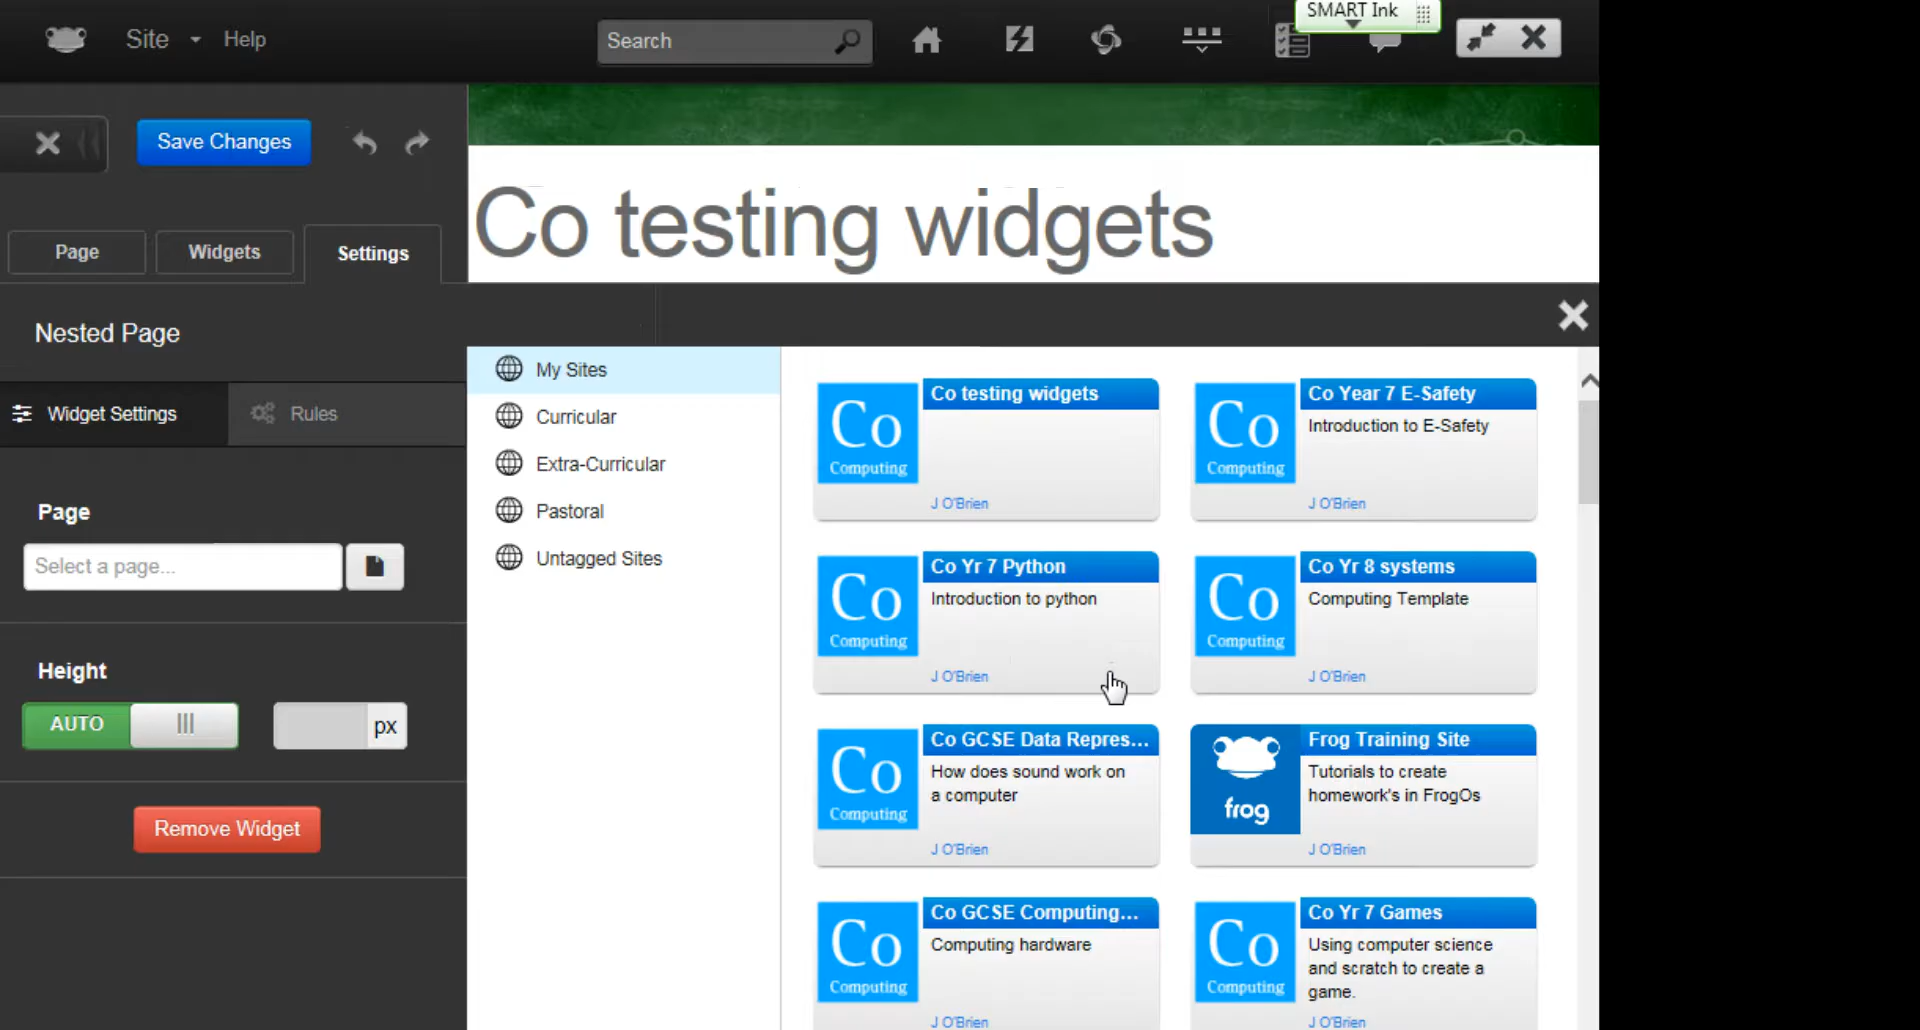 SMART Ink
Site
Help
Search
Save Changes
Page
Widgets
Settings
Co testing widgets
Nested Page
Widget Settings
Rules
Page
Select a page...
Height
AUTO
px
Remove Widget
My Sites
Curricular
Extra-Curricular
Pastoral
Untagged Sites
Co
Computing
Co testing widgets
J O'Brien
Co
Computing
Co Year 7 E-Safety
Introduction to E-Safety
J O'Brien
Co
Computing
Co Yr 7 Python
Introduction to python
J O'Brien
Co
Computing
Co Yr 8 systems
Computing Template
J O'Brien
Co
Computing
Co GCSE Data Repres...
How does sound work on
a computer
J O'Brien
frog
Frog Training Site
Tutorials to create
homework's in FrogOs
J O'Brien
Co
Computing
Co GCSE Computing...
Computing hardware
J O'Brien
Co
Computing
Co Yr 7 Games
Using computer science
and scratch to create a
game.
J O'Brien